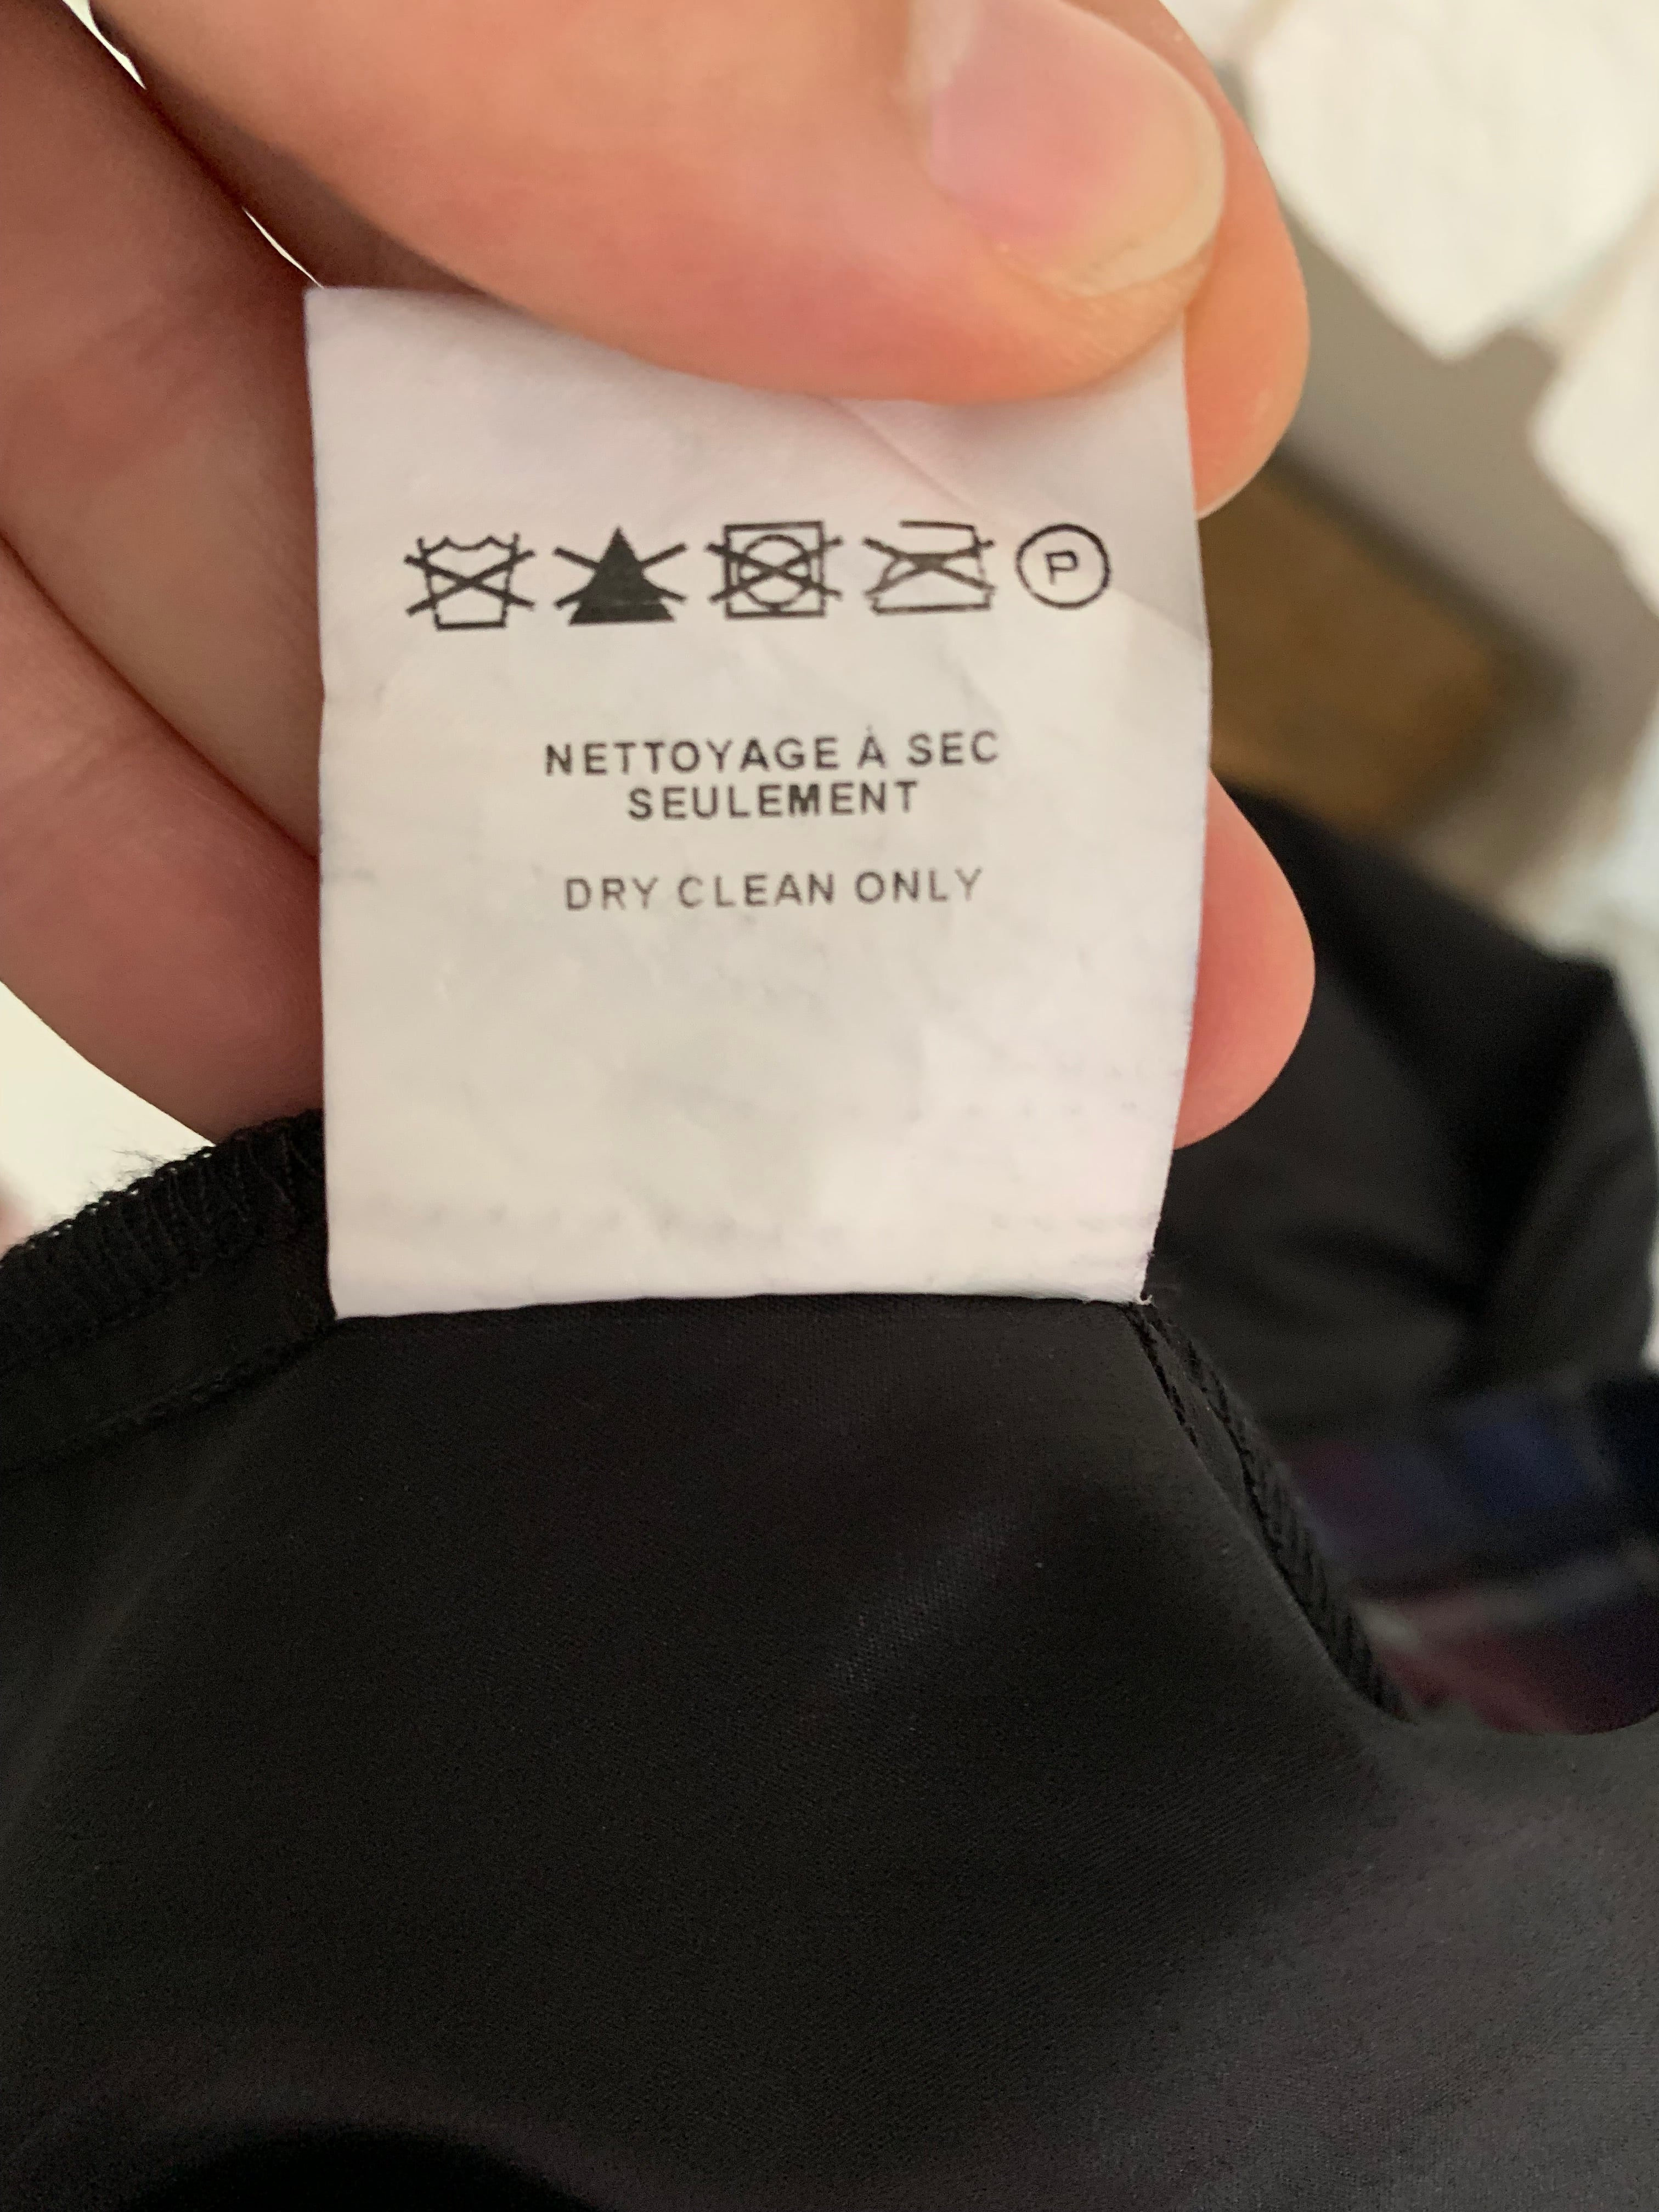 P
NETTOYAGE À SEC
SEULEMENT
DRY CLEAN ONLY